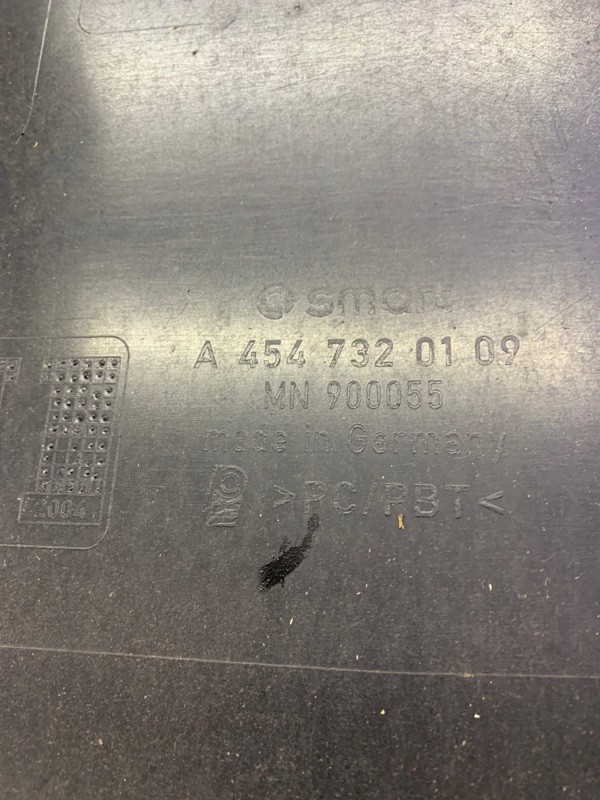 smart
A 454 732 01 09
MN 900055
made in Germany
>PC/PBT<
2004